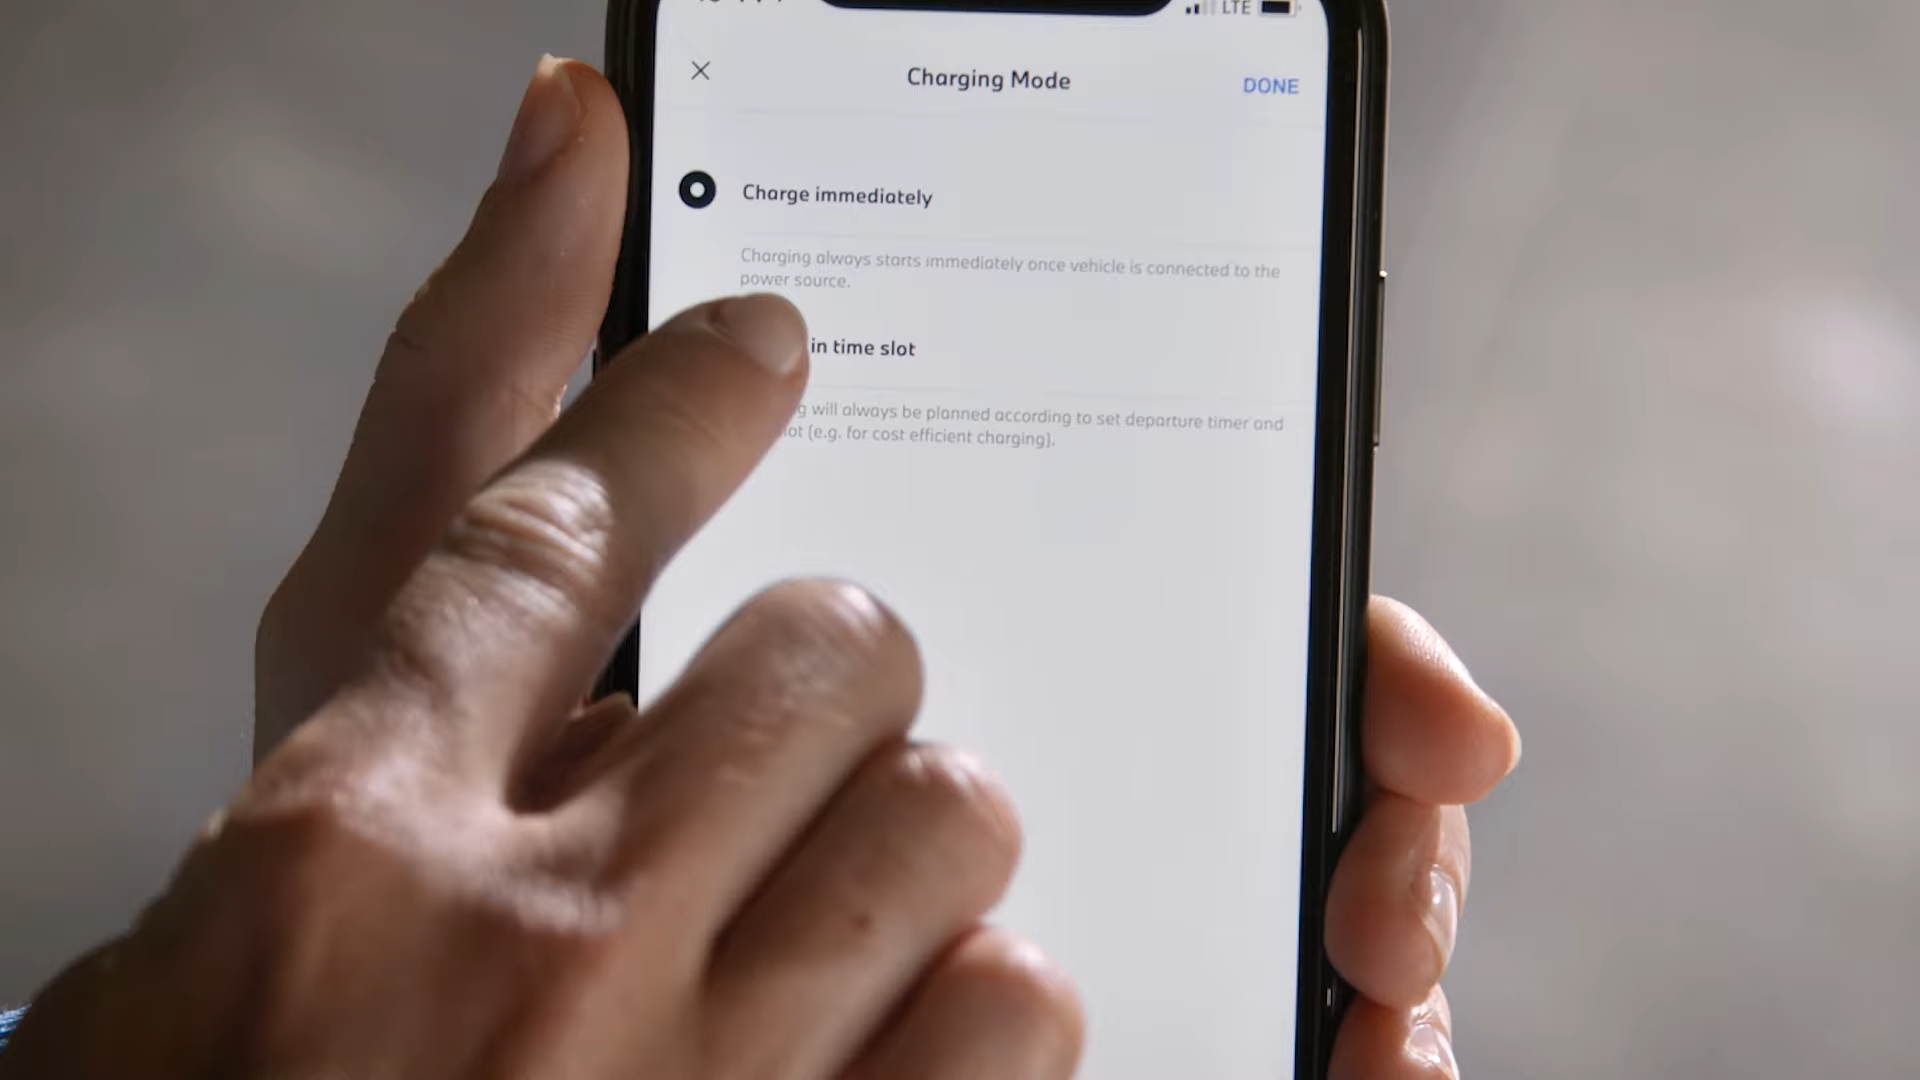 LTE
Charging Mode
DONE
Charge immediately
Charging always starts immediately once vehicle is connected to the
power source.
in time slot
will always be planned according to set departure timer and
(e.g. for cost efficient charging).